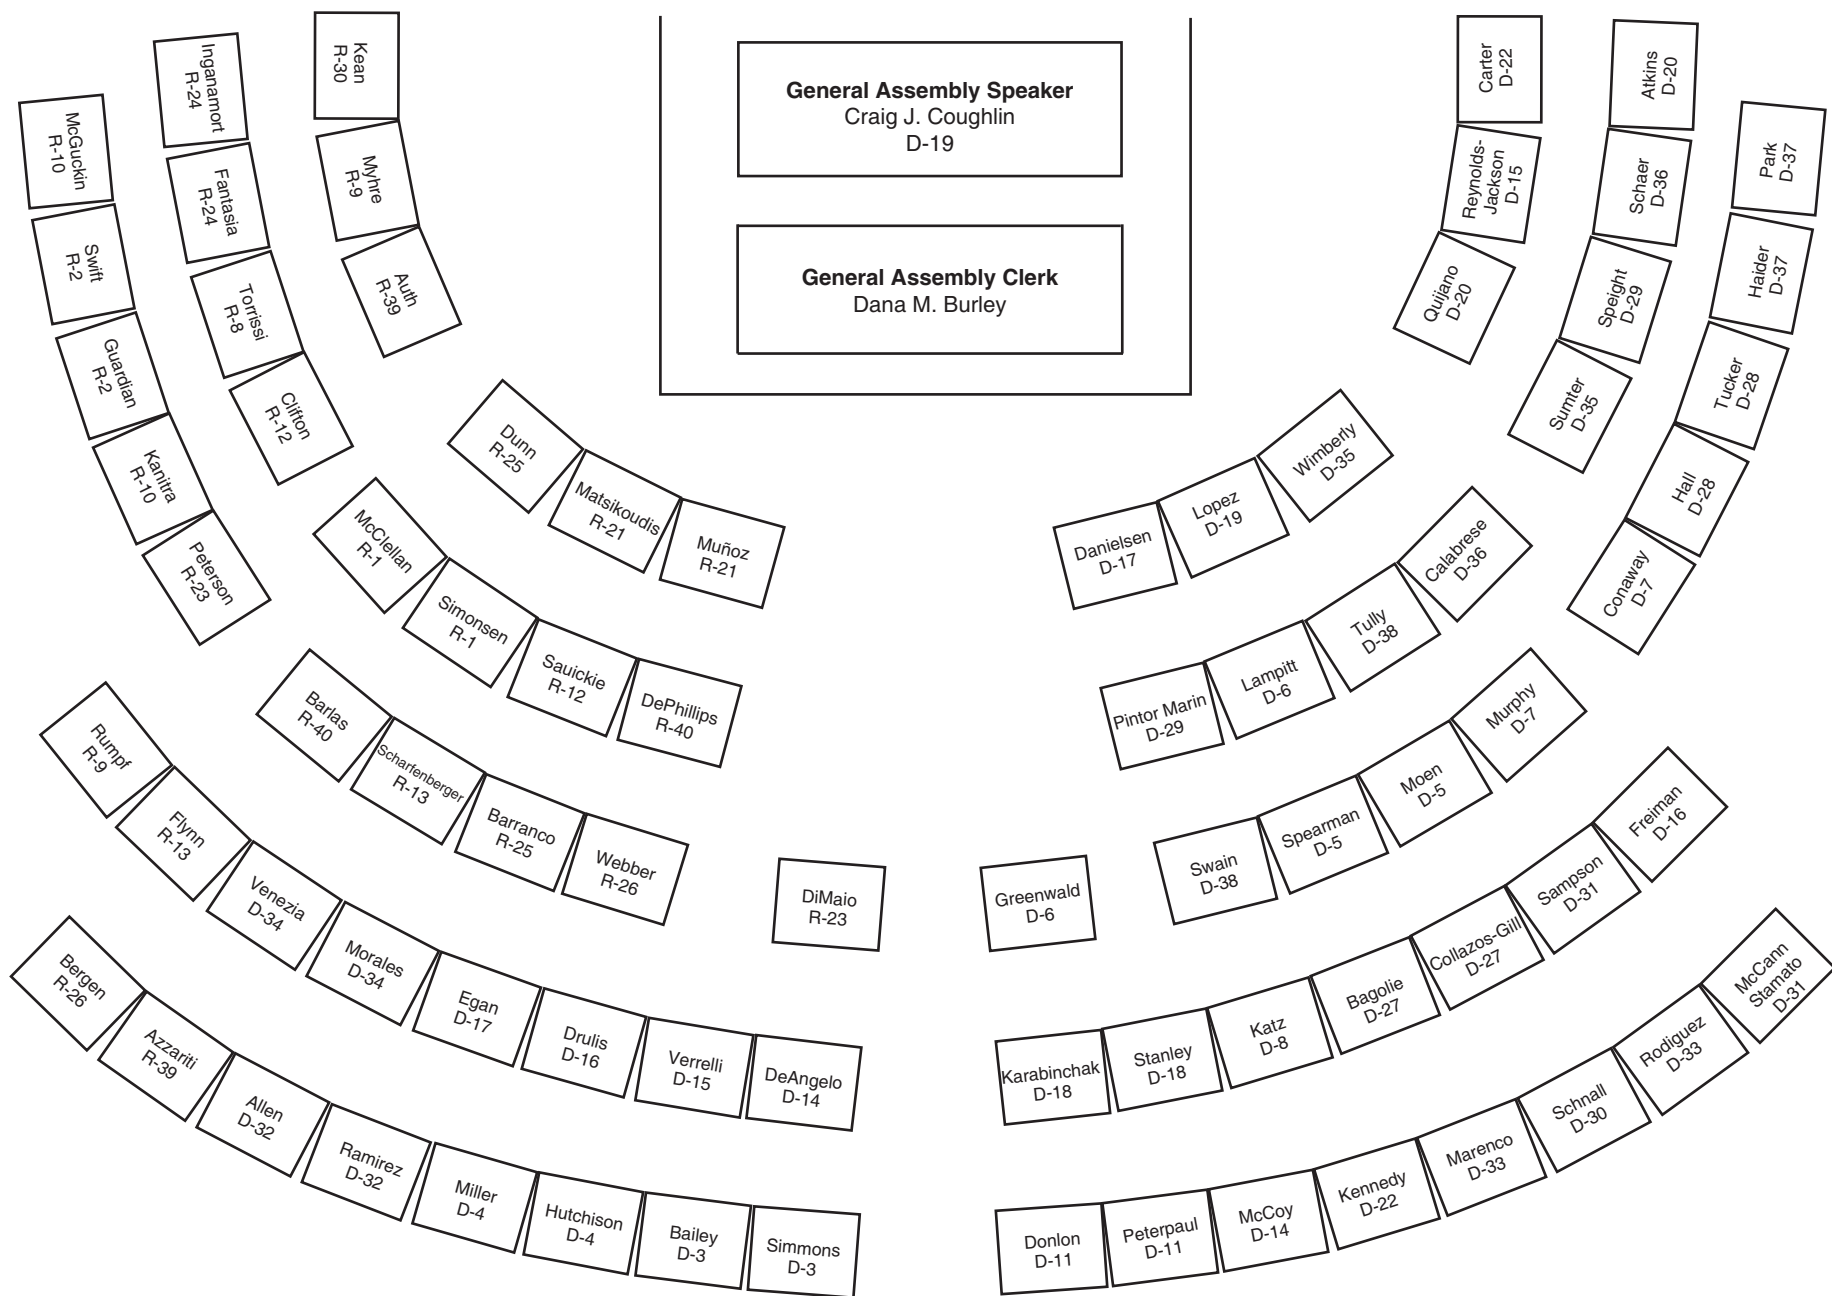 General Assembly Speaker
Craig J. Coughlin
D-19
General Assembly Clerk
Dana M. Burley
Kean
R-30
Myhre
R-9
Auth
R-39
Inganamort
R-24
Fantasia
R-24
Torrissi
R-8
Clifton
R-12
McGuckin
R-10
Swift
R-2
Guardian
R-2
Kanitra
R-10
Peterson
R-23
Dunn
R-25
Matsikoudis
R-21
Muñoz
R-21
McClellan
R-1
Simonsen
R-1
Sauickie
R-12
DePhillips
R-40
Barlas
R-40
Scharfenberger
R-13
Barranco
R-25
Webber
R-26
DiMaio
R-23
Rumpf
R-9
Flynn
R-13
Venezia
D-34
Morales
D-34
Egan
D-17
Drulis
D-16
Verrelli
D-15
DeAngelo
D-14
Bergen
R-26
Azzariti
R-39
Allen
D-32
Ramirez
D-32
Miller
D-4
Hutchison
D-4
Bailey
D-3
Simmons
D-3
Carter
D-22
Reynolds-
Jackson
D-15
Quijano
D-20
Atkins
D-20
Schaer
D-36
Speight
D-29
Sumter
D-35
Park
D-37
Haider
D-37
Tucker
D-28
Hall
D-28
Conaway
D-7
Danielsen
D-17
Lopez
D-19
Wimberly
D-35
Pintor Marin
D-29
Lampitt
D-6
Tully
D-38
Calabrese
D-36
Greenwald
D-6
Swain
D-38
Spearman
D-5
Moen
D-5
Murphy
D-7
Karabinchak
D-18
Stanley
D-18
Katz
D-8
Bagolie
D-27
Collazos-Gill
D-27
Sampson
D-31
Freiman
D-16
Donlon
D-11
Peterpaul
D-11
McCoy
D-14
Kennedy
D-22
Marenco
D-33
Schnall
D-30
Rodiguez
D-33
McCann
Stamato
D-31